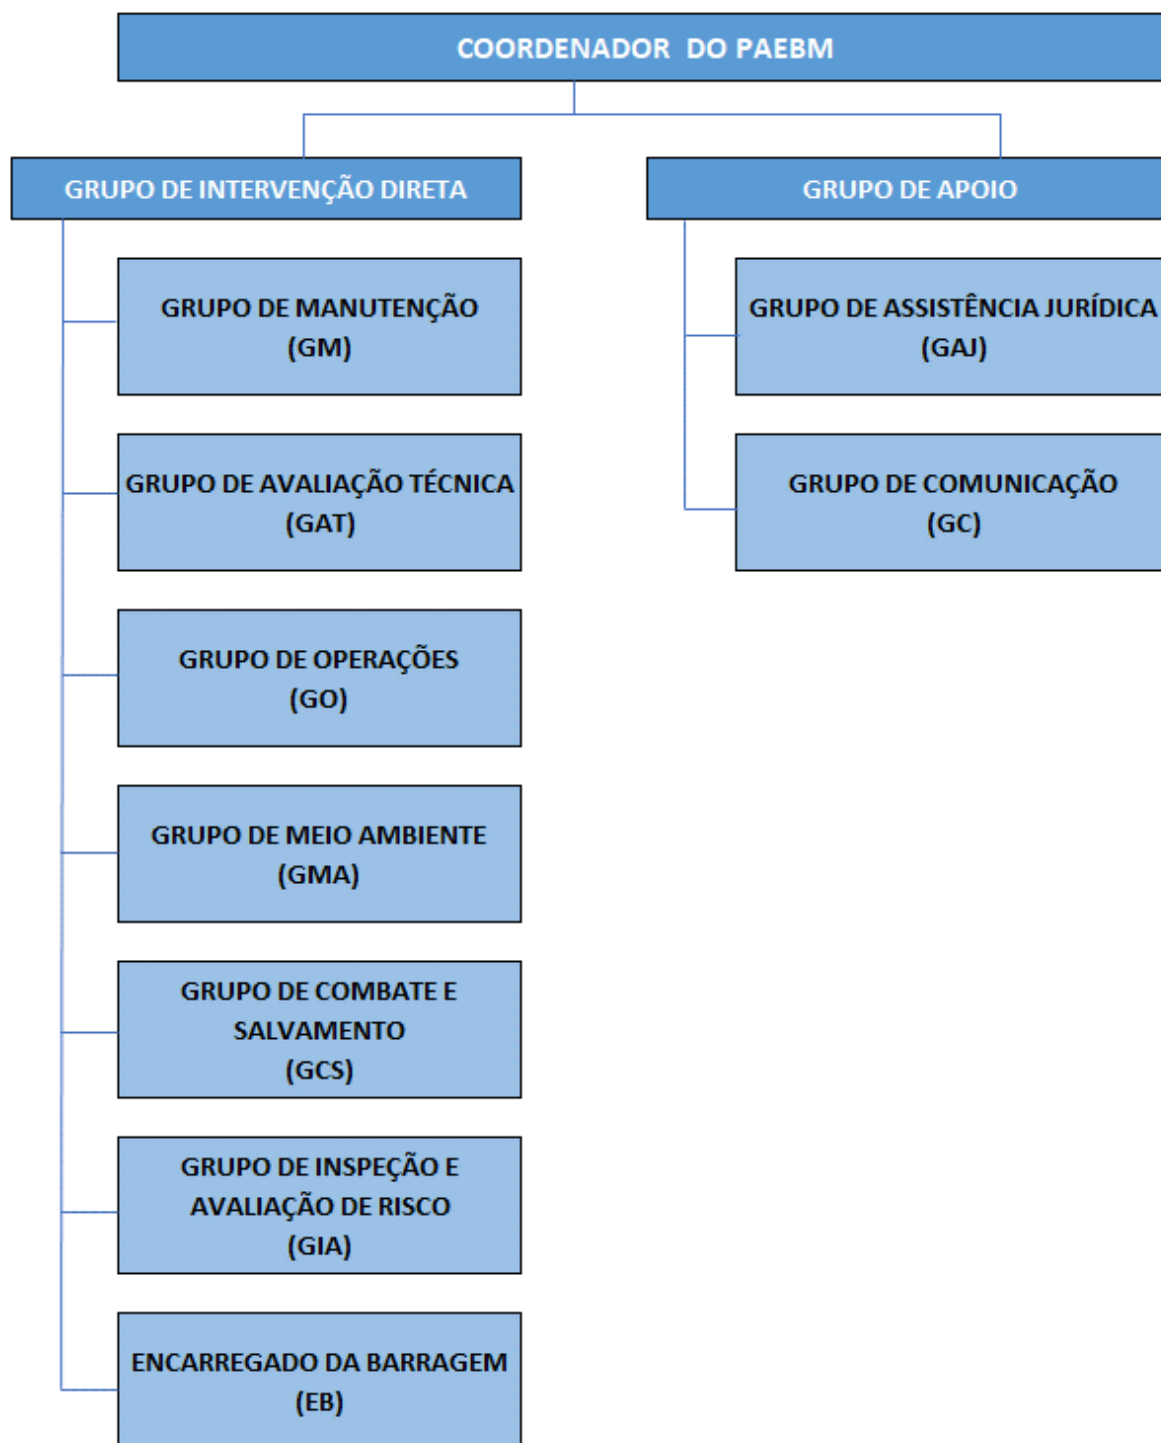 COORDENADOR DO PAEBM
GRUPO DE INTERVENÇÃO DIRETA
GRUPO DE MANUTENÇÃO
(GM)
GRUPO DE AVALIAÇÃO TÉCNICA
(GAT)
GRUPO DE OPERAÇÕES
(GO)
GRUPO DE MEIO AMBIENTE
(GMA)
GRUPO DE COMBATE E
SALVAMENTO
(GCS)
GRUPO DE INSPEÇÃO E
AVALIAÇÃO DE RISCO
(GIA)
ENCARREGADO DA BARRAGEM
(EB)
GRUPO DE APOIO
GRUPO DE ASSISTÊNCIA JURÍDICA
(GAJ)
GRUPO DE COMUNICAÇÃO
(GC)